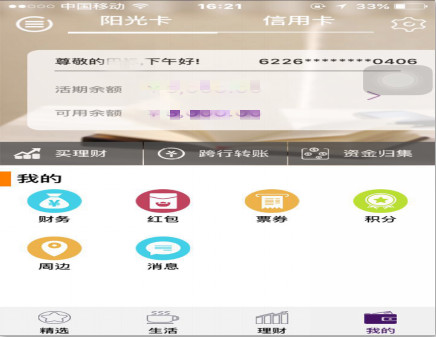 中国移动 16:21 33%
阳光卡 信用卡
尊敬的 ,下午好! 6226********0406
活期余额
可用余额
买理财 跨行转账 资金归集
我的
财务 红包 票券 积分
周边 消息
精选 生活 理财 我的